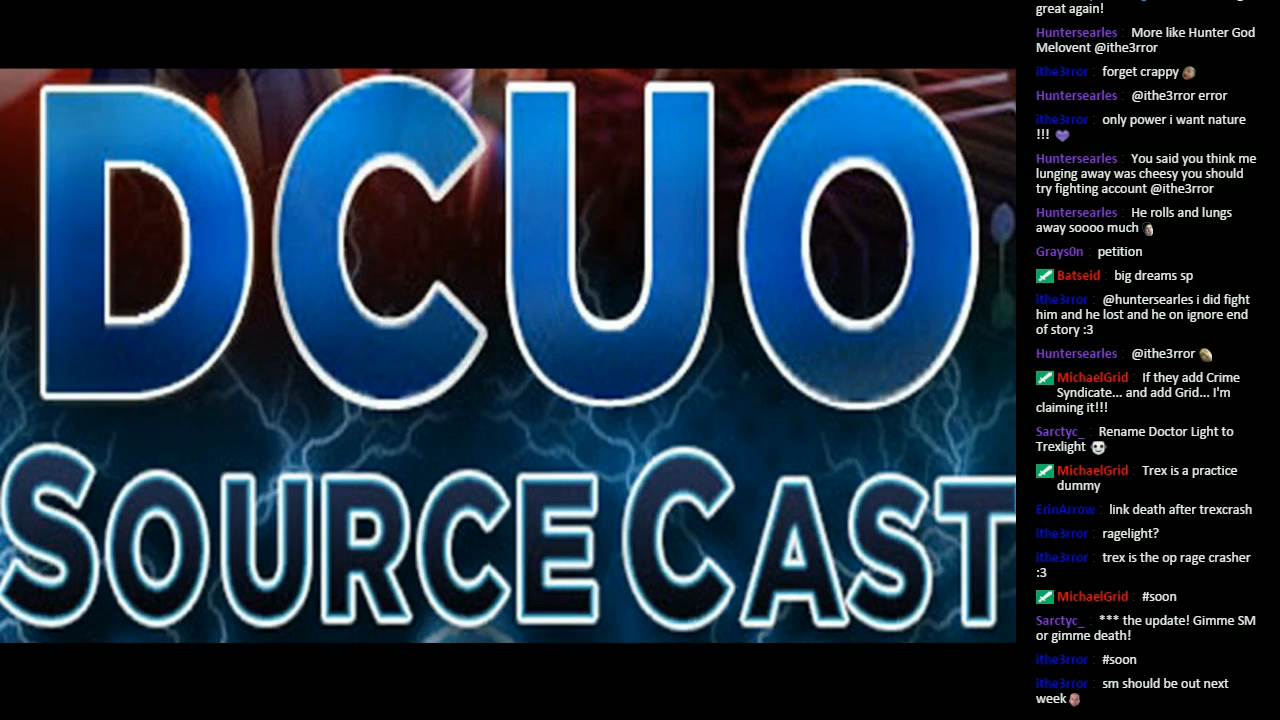 DCUO
SOURCE CAST
great again!
Huntersearles : More like Hunter God
Melovent @ithe3rror
ithe3rror : forget crappy
Huntersearles : @ithe3rror error
ithe3rror : only power i want nature
!!!
Huntersearles : You said you think me
lunging away was cheesy you should
try fighting account @ithe3rror
Huntersearles : He rolls and lungs
away soooo much
Grays0n : petition
Batseid : big dreams sp
ithe3rror : @huntersearles i did fight
him and he lost and he on ignore end
of story :3
Huntersearles : @ithe3rror
MichaelGrid : If they add Crime
Syndicate... and add Grid... I'm
claiming it!!!
Sarctyc_ : Rename Doctor Light to
Trexlight
MichaelGrid : Trex is a practice
dummy
ErinArrow : link death after trexcrash
ithe3rror : ragelight?
ithe3rror : trex is the op rage crasher
:3
MichaelGrid : #soon
Sarctyc_ : *** the update! Gimme SM
or gimme death!
ithe3rror : #soon
ithe3rror : sm should be out next
week